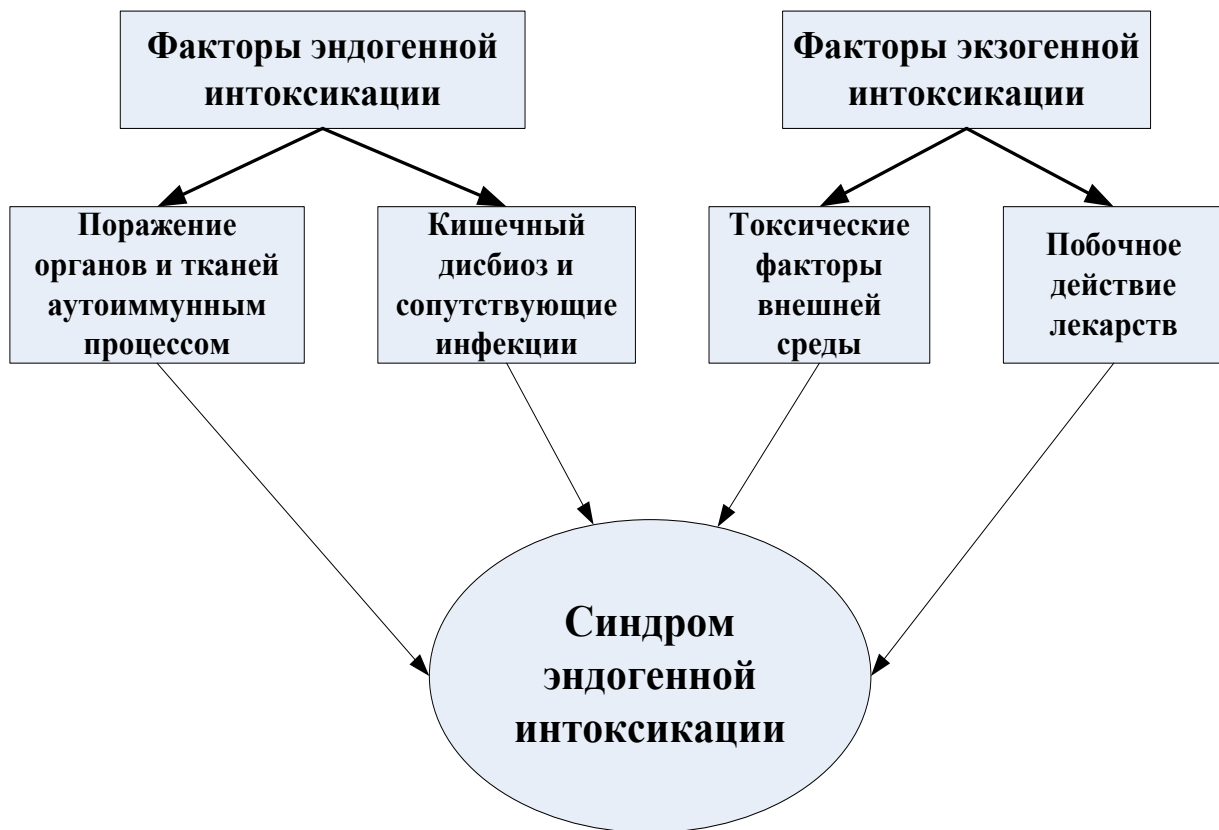 Факторы эндогенной
интоксикации
Факторы экзогенной
интоксикации
Поражение
органов и тканей
аутоиммунным
процессом
Кишечный
дисбиоз и
сопутствующие
инфекции
Токсические
факторы
внешней
среды
Побочное
действие
лекарств
Синдром
эндогенной
интоксикации